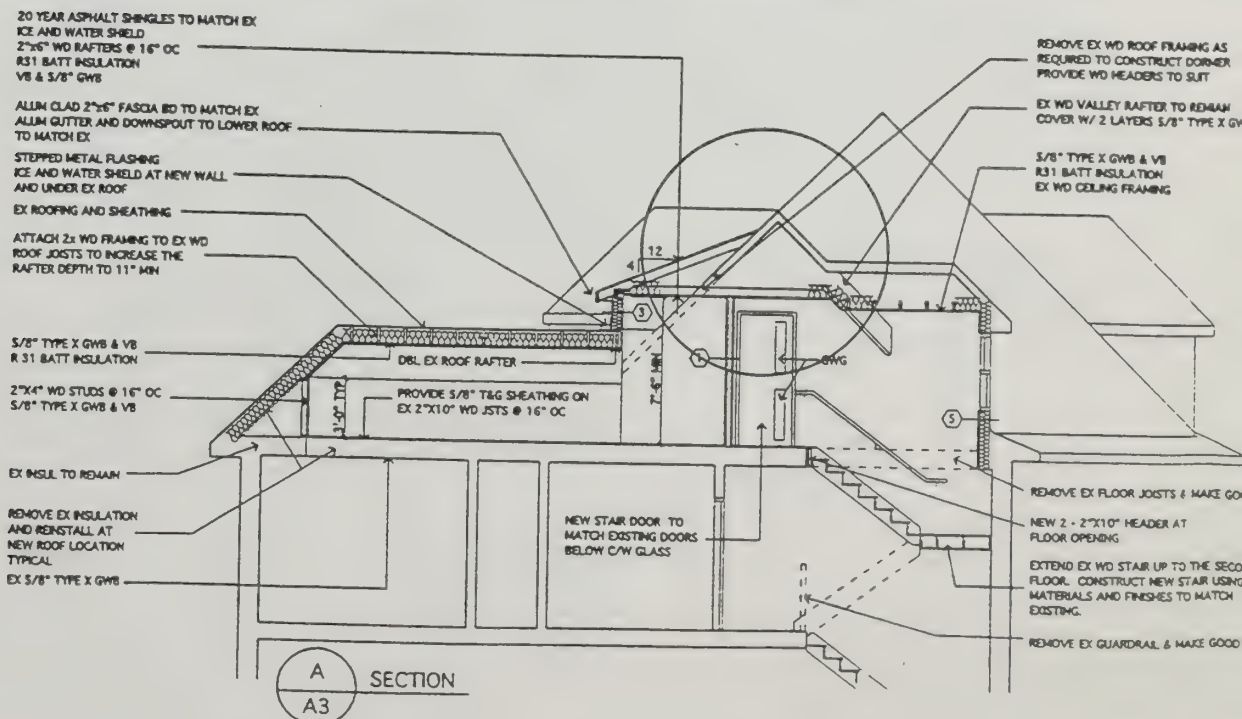 20 YEAR ASPHALT SHINGLES TO MATCH EX
ICE AND WATER SHIELD
2"x6" WD RAFTERS @ 16" OC
R31 BATT INSULATION
VB & 5/8" GWB
ALUM CLAD 2"x6" FASCIA BD TO MATCH EX
ALUM GUTTER AND DOWNSPOUT TO LOWER ROOF
TO MATCH EX
STEPPED METAL FLASHING
ICE AND WATER SHIELD AT NEW WALL
AND UNDER EX ROOF
EX ROOFING AND SHEATHING
ATTACH 2x WD FRAMING TO EX WD
ROOF JOISTS TO INCREASE THE
RAFTER DEPTH TO 11" MIN
5/8" TYPE X GWB & VB
R 31 BATT INSULATION
2"X4" WD STUDS @ 16" OC
5/8" TYPE X GWB & VB
EX INSUL TO REMAIN
REMOVE EX INSULATION
AND REINSTALL AT
NEW ROOF LOCATION
TYPICAL
EX 5/8" TYPE X GWB
12
4
3
DBL EX ROOF RAFTER
3'-0" TYP
PROVIDE 5/8" T&G SHEATHING ON
EX 2"X10" WD JSTS @ 16" OC
7'-6" MIN
1
GWG
5
NEW STAIR DOOR TO
MATCH EXISTING DOORS
BELOW C/W GLASS
REMOVE EX WD ROOF FRAMING AS
REQUIRED TO CONSTRUCT DORMER
PROVIDE WD HEADERS TO SUIT
EX WD VALLEY RAFTER TO REMIAN
COVER W/ 2 LAYERS 5/8" TYPE X GW
5/8" TYPE X GWB & VB
R31 BATT INSULATION
EX WD CEILING FRAMING
REMOVE EX FLOOR JOISTS & MAKE GOO
NEW 2 - 2"X10" HEADER AT
FLOOR OPENING
EXTEND EX WD STAIR UP TO THE SECO
FLOOR. CONSTRUCT NEW STAIR USING
MATERIALS AND FINISHES TO MATCH
EXISTING.
REMOVE EX GUARDRAIL & MAKE GOOD
A
A3
SECTION